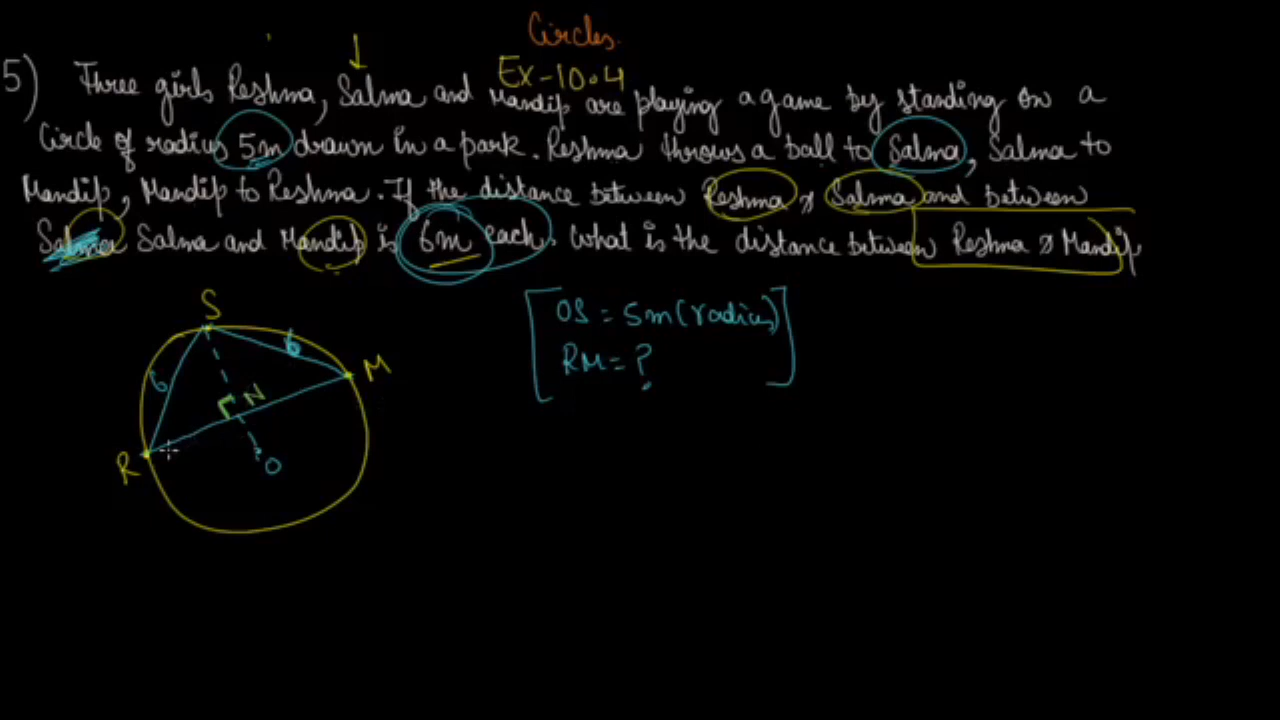 Circles.
Ex-10.4
5) Three girls Reshma, Salma and Mandip are playing a game by standing on a
Circle of radius 5m drawn in a park. Reshma throws a ball to Salma, Salma to
Mandip, Mandip to Reshma. If the distance between Reshma & Salma and between
Salma Salma and Mandip is 6m each. What is the distance between Reshma & Mandip
S
6
6
M
N
R
O
OS = 5m (radius)
RM = ?